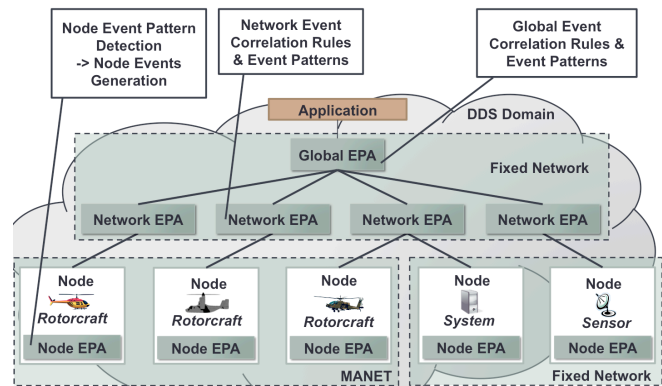 Node Event Pattern
Detection
-> Node Events
Generation
Network Event
Correlation Rules
& Event Patterns
Global Event
Correlation Rules &
Event Patterns
Application
DDS Domain
Global EPA
Fixed Network
Network EPA
Network EPA
Network EPA
Network EPA
Node
Rotorcraft
Node EPA
Node
Rotorcraft
Node EPA
Node
Rotorcraft
Node EPA
Node
System
Node EPA
Node
Sensor
Node EPA
MANET
Fixed Network